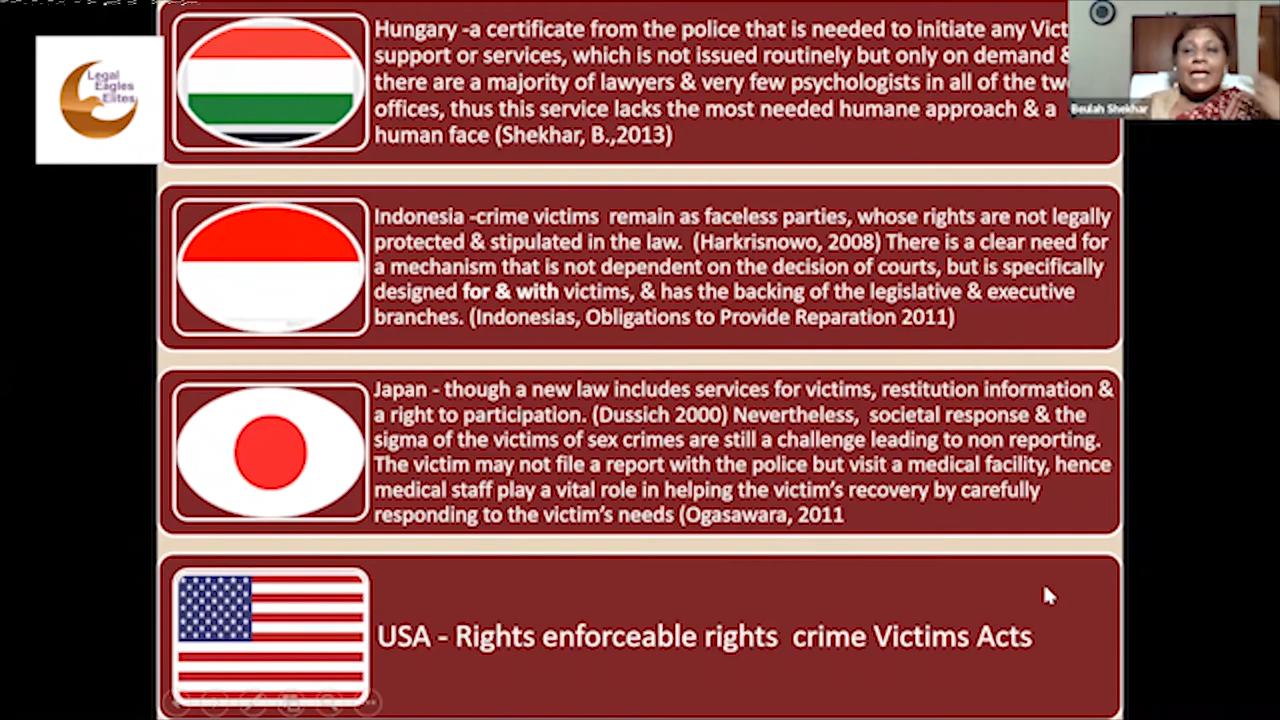 Legal
Eagles
Elites
Hungary -a certificate from the police that is needed to initiate any Vict
support or services, which is not issued routinely but only on demand &
there are a majority of lawyers & very few psychologists in all of the tw
offices, thus this service lacks the most needed humane approach & a
human face (Shekhar, B.,2013)
Beulah Shekhar
Indonesia -crime victims remain as faceless parties, whose rights are not legally
protected & stipulated in the law. (Harkrisnowo, 2008) There is a clear need for
a mechanism that is not dependent on the decision of courts, but is specifically
designed for & with victims, & has the backing of the legislative & executive
branches. (Indonesias, Obligations to Provide Reparation 2011)
Japan - though a new law includes services for victims, restitution information &
a right to participation. (Dussich 2000) Nevertheless, societal response & the
sigma of the victims of sex crimes are still a challenge leading to non reporting.
The victim may not file a report with the police but visit a medical facility, hence
medical staff play a vital role in helping the victim's recovery by carefully
responding to the victim's needs (Ogasawara, 2011
USA - Rights enforceable rights crime Victims Acts